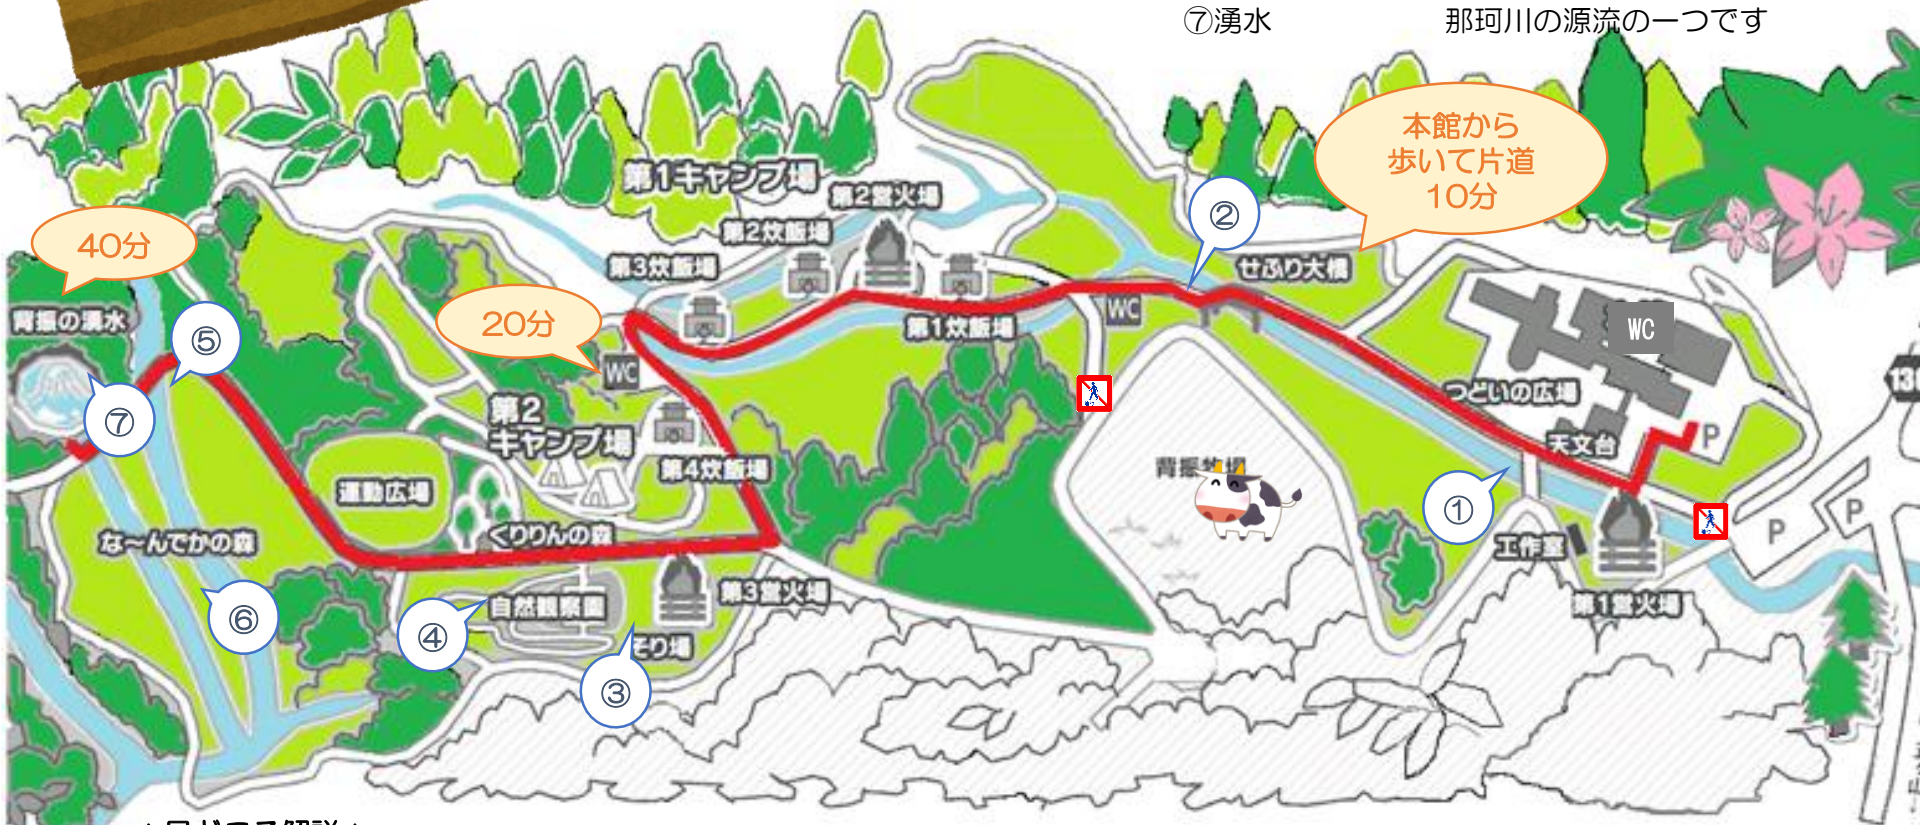 ⑦湧水 那珂川の源流の一つです
本館から
歩いて片道
10分
第1キャンプ場
第2営火場
②
第2炊飯場
40分
第3炊飯場
せふり大橋
20分
WC
背振の湧水
⑤
第1炊飯場
WC
WC
つどいの広場
⑦
第2
キャンプ場
天文台
P
第4炊飯場
運動広場
①
P
P
な〜んでかの森
くりりんの森
工作室
第3営火場
自然観察園
第1営火場
⑥
④
そり場
③